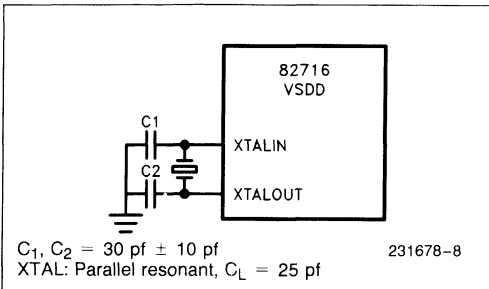 82716
VSDD
C1
XTALIN
C2
XTALOUT
C₁, C₂ = 30 pf ± 10 pf
231678-8
XTAL: Parallel resonant, C_L = 25 pf